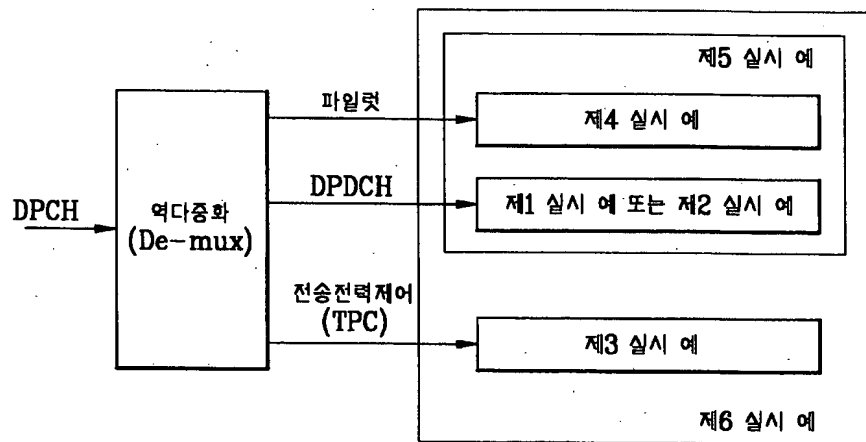 제5 실시 예
파일럿
제4 실시 예
DPCH
역다중화
(De-mux)
DPDCH
제1 실시 예 또는 제2 실시 예
전송전력제어
(TPC)
제3 실시 예
제6 실시 예